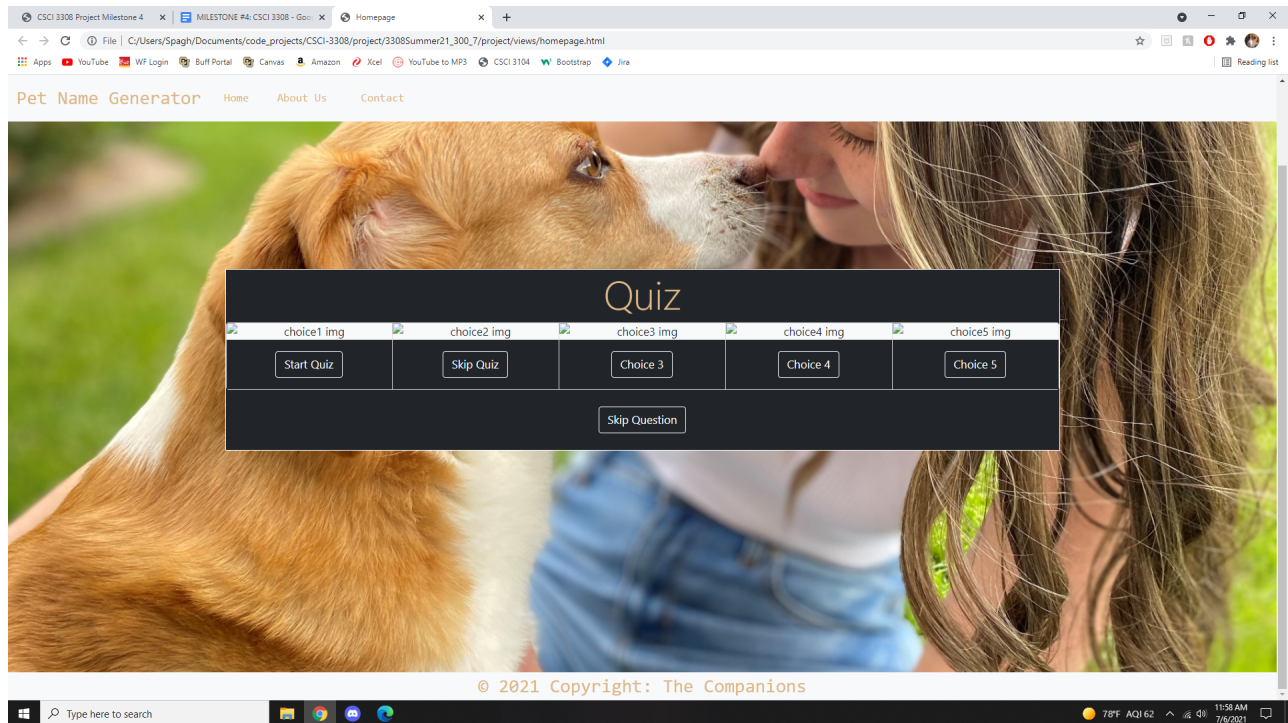 CSCI 3308 Project Milestone 4
MILESTONE #4: CSCI 3308 - Goo
Homepage
File
C:/Users/Spagh/Documents/code_projects/CSCI-3308/project/3308Summer21_300_7/project/views/homepage.html
Apps YouTube WF Login Buff Portal Canvas Amazon Xcel YouTube to MP3 CSCI 3104 Bootstrap Jira Reading list
Pet Name Generator Home About Us Contact
Quiz
choice1 img choice2 img choice3 img choice4 img choice5 img
Start Quiz Skip Quiz Choice 3 Choice 4 Choice 5
Skip Question
© 2021 Copyright: The Companions
Type here to search
78°F AQI 62
11:58 AM
7/6/2021